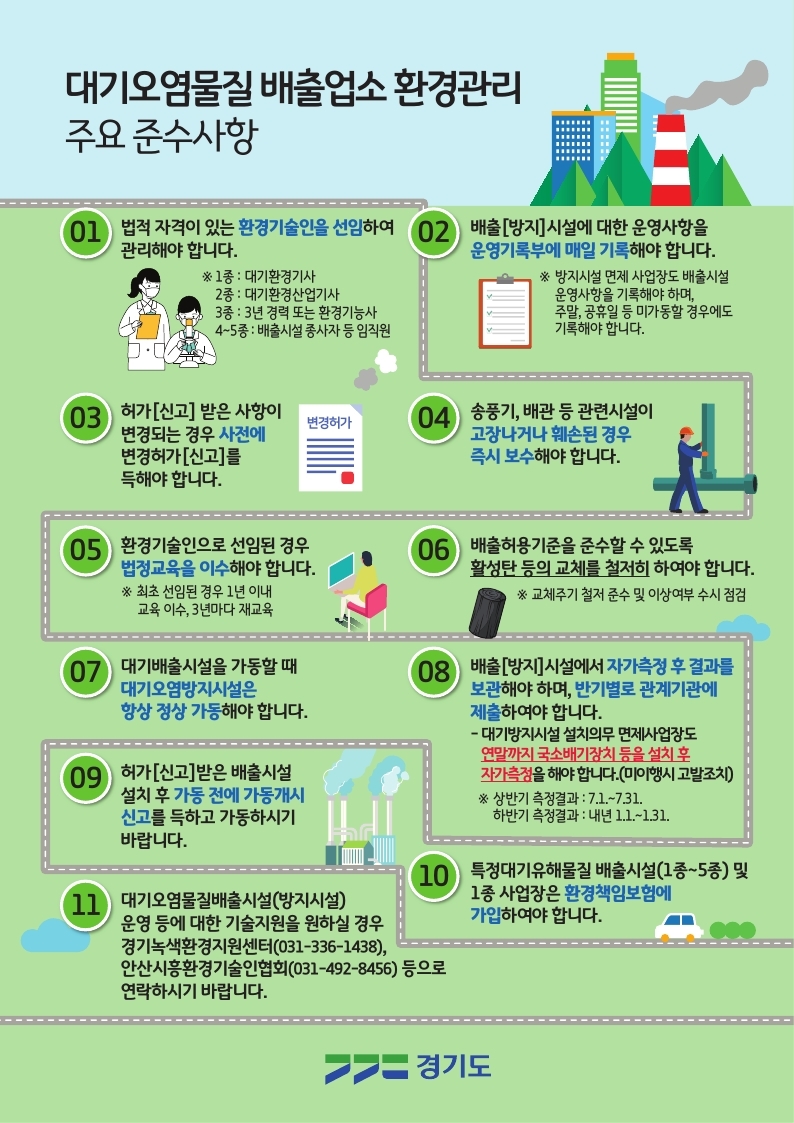 대기오염물질 배출업소 환경관리
주요 준수사항
01
법적 자격이 있는 환경기술인을 선임하여
관리해야 합니다.
※ 1종 : 대기환경기사
2종 : 대기환경산업기사
3종 : 3년 경력 또는 환경기능사
4~5종 : 배출시설 종사자 등 임직원
02
배출[방지]시설에 대한 운영사항을
운영기록부에 매일 기록해야 합니다.
※ 방지시설 면제 사업장도 배출시설
운영사항을 기록해야 하며,
주말, 공휴일 등 미가동할 경우에도
기록해야 합니다.
03
허가[신고] 받은 사항이
변경되는 경우 사전에
변경허가[신고]를
득해야 합니다.
변경허가
04
송풍기, 배관 등 관련시설이
고장나거나 훼손된 경우
즉시 보수해야 합니다.
05
환경기술인으로 선임된 경우
법정교육을 이수해야 합니다.
※ 최초 선임된 경우 1년 이내
교육 이수, 3년마다 재교육
06
배출허용기준을 준수할 수 있도록
활성탄 등의 교체를 철저히 하여야 합니다.
※ 교체주기 철저 준수 및 이상여부 수시 점검
07
대기배출시설을 가동할 때
대기오염방지시설은
항상 정상 가동해야 합니다.
08
배출[방지]시설에서 자가측정 후 결과를
보관해야 하며, 반기별로 관계기관에
제출하여야 합니다.
- 대기방지시설 설치의무 면제사업장도
연말까지 국소배기장치 등을 설치 후
자가측정을 해야 합니다.(미이행시 고발조치)
※ 상반기 측정결과 : 7.1.~7.31.
하반기 측정결과 : 내년 1.1.~1.31.
09
허가[신고]받은 배출시설
설치 후 가동 전에 가동개시
신고를 득하고 가동하시기
바랍니다.
10
특정대기유해물질 배출시설(1종~5종) 및
1종 사업장은 환경책임보험에
가입하여야 합니다.
11
대기오염물질배출시설(방지시설)
운영 등에 대한 기술지원을 원하실 경우
경기녹색환경지원센터(031-336-1438),
안산시흥환경기술인협회(031-492-8456) 등으로
연락하시기 바랍니다.
경기도